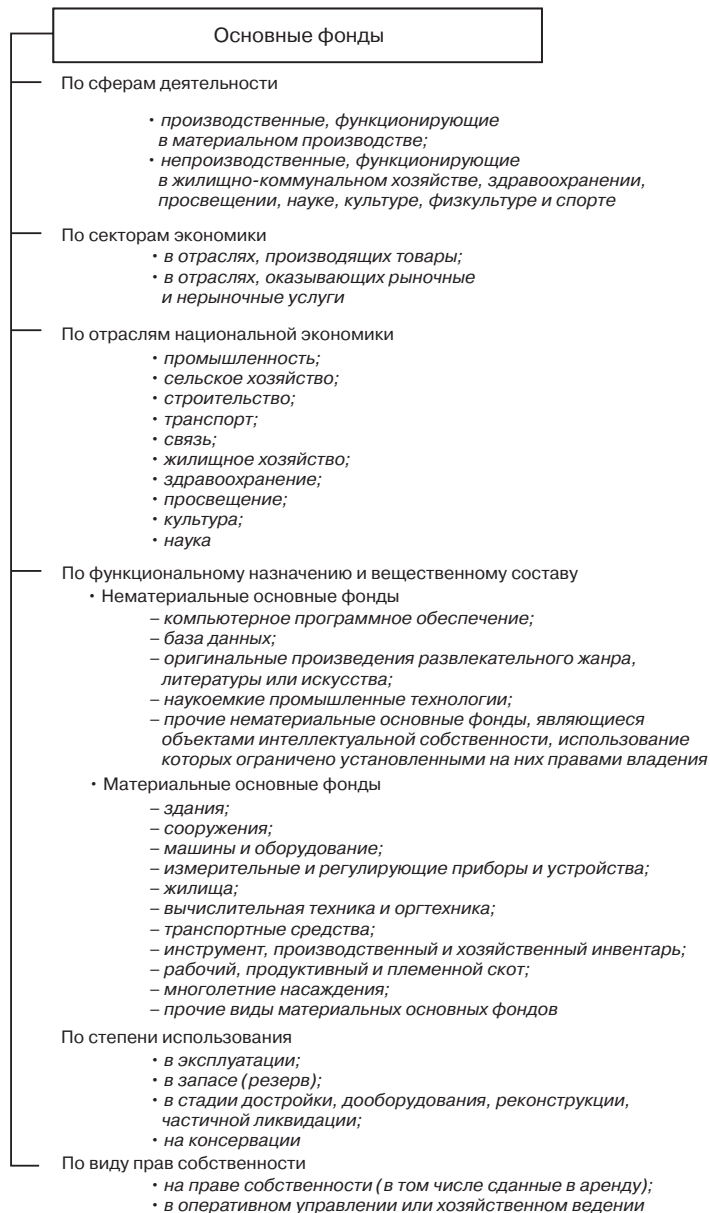 Основные фонды
По сферам деятельности
• производственные, функционирующие
в материальном производстве;
• непроизводственные, функционирующие
в жилищно-коммунальном хозяйстве, здравоохранении,
просвещении, науке, культуре, физкультуре и спорте
По секторам экономики
• в отраслях, производящих товары;
• в отраслях, оказывающих рыночные
и нерыночные услуги
По отраслям национальной экономики
• промышленность;
• сельское хозяйство;
• строительство;
• транспорт;
• связь;
• жилищное хозяйство;
• здравоохранение;
• просвещение;
• культура;
• наука
По функциональному назначению и вещественному составу
• Нематериальные основные фонды
– компьютерное программное обеспечение;
– база данных;
– оригинальные произведения развлекательного жанра,
литературы или искусства;
– наукоемкие промышленные технологии;
– прочие нематериальные основные фонды, являющиеся
объектами интеллектуальной собственности, использование
которых ограничено установленными на них правами владения
• Материальные основные фонды
– здания;
– сооружения;
– машины и оборудование;
– измерительные и регулирующие приборы и устройства;
– жилища;
– вычислительная техника и оргтехника;
– транспортные средства;
– инструмент, производственный и хозяйственный инвентарь;
– рабочий, продуктивный и племенной скот;
– многолетние насаждения;
– прочие виды материальных основных фондов
По степени использования
• в эксплуатации;
• в запасе (резерв);
• в стадии достройки, дооборудования, реконструкции,
частичной ликвидации;
• на консервации
По виду прав собственности
• на праве собственности (в том числе сданные в аренду);
• в оперативном управлении или хозяйственном ведении